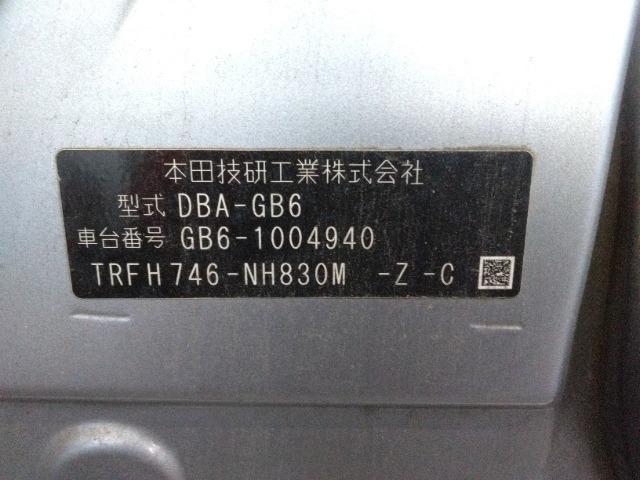 本田技研工業株式会社
型式 DBA-GB6
車台番号 GB6-1004940
TRFH746-NH830M -Z -C